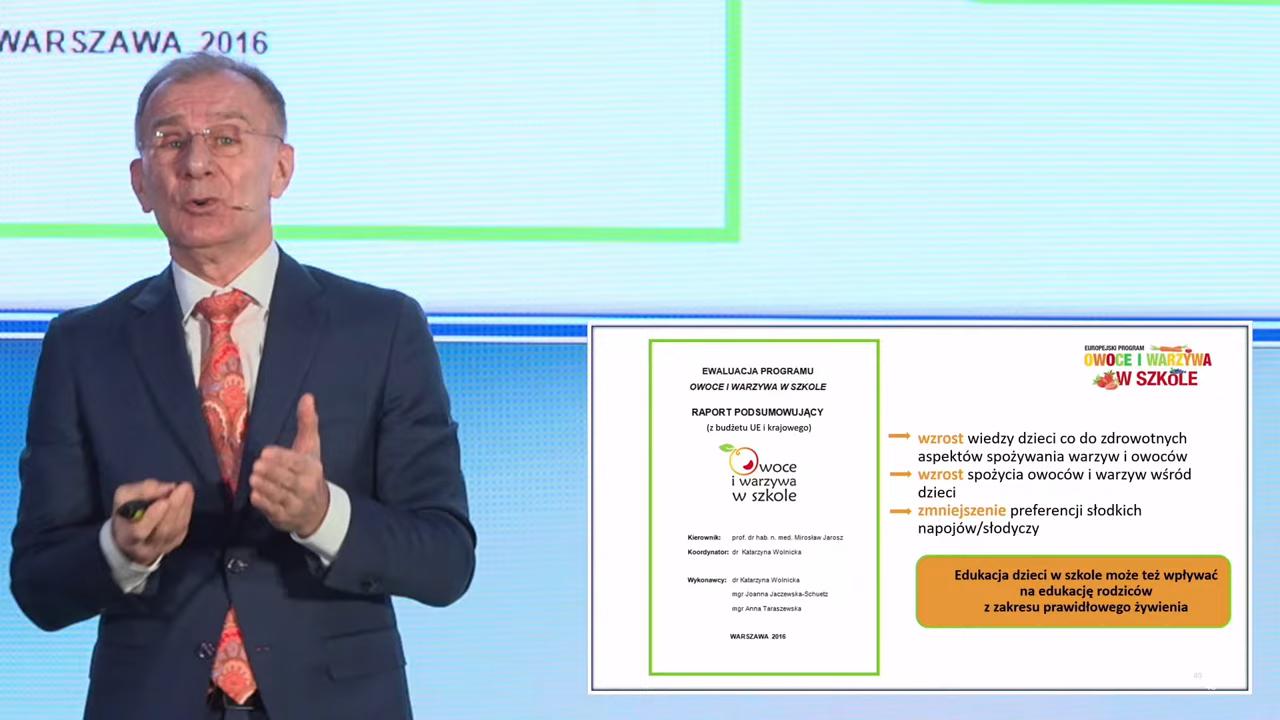 WARSZAWA 2016
EWALUACJA PROGRAMU
OWOCE I WARZYWA W SZKOLE
RAPORT PODSUMOWUJĄCY
(z budżetu UE i krajowego)
owoce
i warzywa
w szkole
Kierownik: prof. dr hab. n. med. Mirosław Jarosz
Koordynator: dr Katarzyna Wolnicka
Wykonawcy: dr Katarzyna Wolnicka
mgr Joanna Jaczewska-Schuetz
mgr Anna Taraszewska
WARSZAWA 2016
EUROPEJSKI PROGRAM
OWOCE I WARZYWA
W SZKOLE
wzrost wiedzy dzieci co do zdrowotnych
aspektów spożywania warzyw i owoców
wzrost spożycia owoców i warzyw wśród
dzieci
zmniejszenie preferencji słodkich
napojów/słodyczy
Edukacja dzieci w szkole może też wpływać
na edukację rodziców
z zakresu prawidłowego żywienia